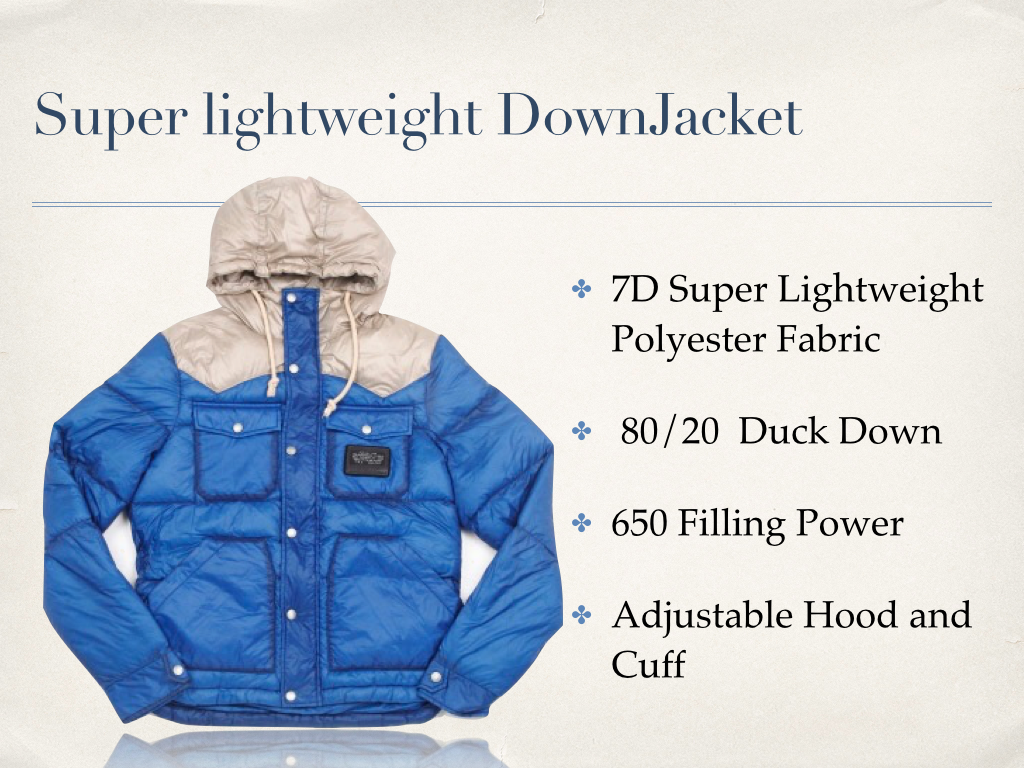 Super lightweight DownJacket
7D Super Lightweight
Polyester Fabric
80/20 Duck Down
650 Filling Power
Adjustable Hood and
Cuff